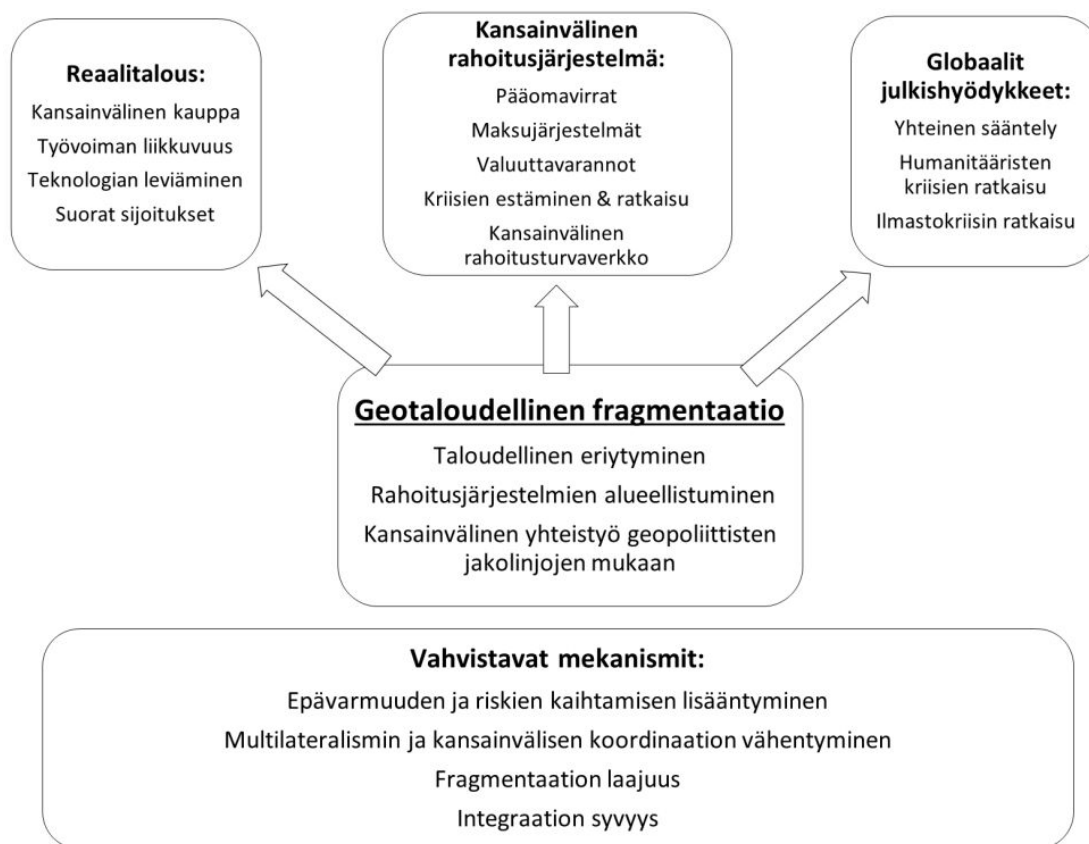 Reaalitalous:
Kansainvälinen kauppa
Työvoiman liikkuvuus
Teknologian leviäminen
Suorat sijoitukset
Kansainvälinen
rahoitusjärjestelmä:
Pääomavirrat
Maksujärjestelmät
Valuuttavarannot
Kriisien estäminen & ratkaisu
Kansainvälinen
rahoitusturvaverkko
Globaalit
julkishyödykkeet:
Yhteinen sääntely
Humanitääristen
kriisien ratkaisu
Ilmastokriisin ratkaisu
Geotaloudellinen fragmentaatio
Taloudellinen eriytyminen
Rahoitusjärjestelmien alueellistuminen
Kansainvälinen yhteistyö geopoliittisten
jakolinjojen mukaan
Vahvistavat mekanismit:
Epävarmuuden ja riskien kaihtamisen lisääntyminen
Multilateralismin ja kansainvälisen koordinaation vähentyminen
Fragmentaation laajuus
Integraation syvyys